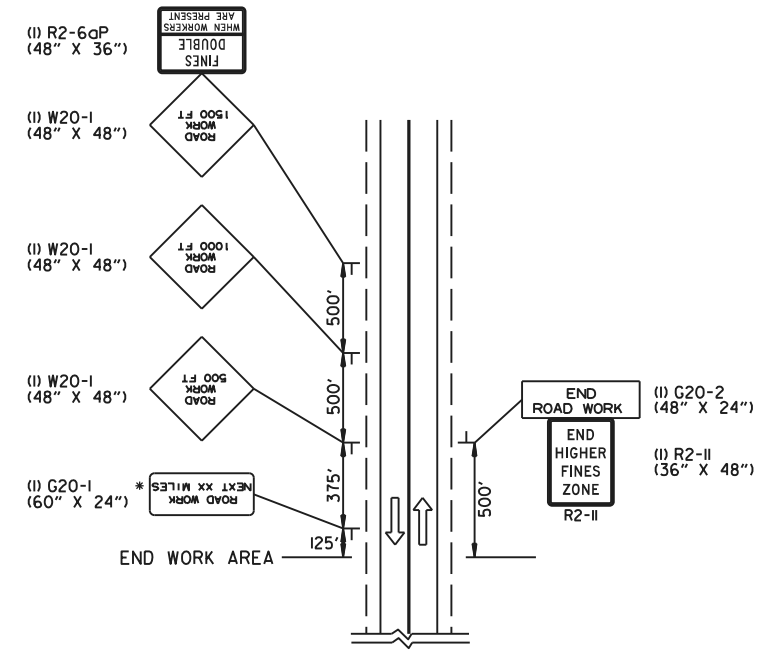 (1) R2-6aP
(48" X 36")
FINES
DOUBLE
WHEN WORKERS
ARE PRESENT
(1) W20-1
(48" X 48")
ROAD
WORK
1500 FT
(1) W20-1
(48" X 48")
ROAD
WORK
1000 FT
500'
(1) W20-1
(48" X 48")
ROAD
WORK
500 FT
500'
END
ROAD WORK
(1) G20-2
(48" X 24")
END
HIGHER
FINES
ZONE
(1) R2-11
(36" X 48")
R2-11
(1) G20-1
(60" X 24")
*
ROAD WORK
NEXT XX MILES
375'
500'
125'
END WORK AREA